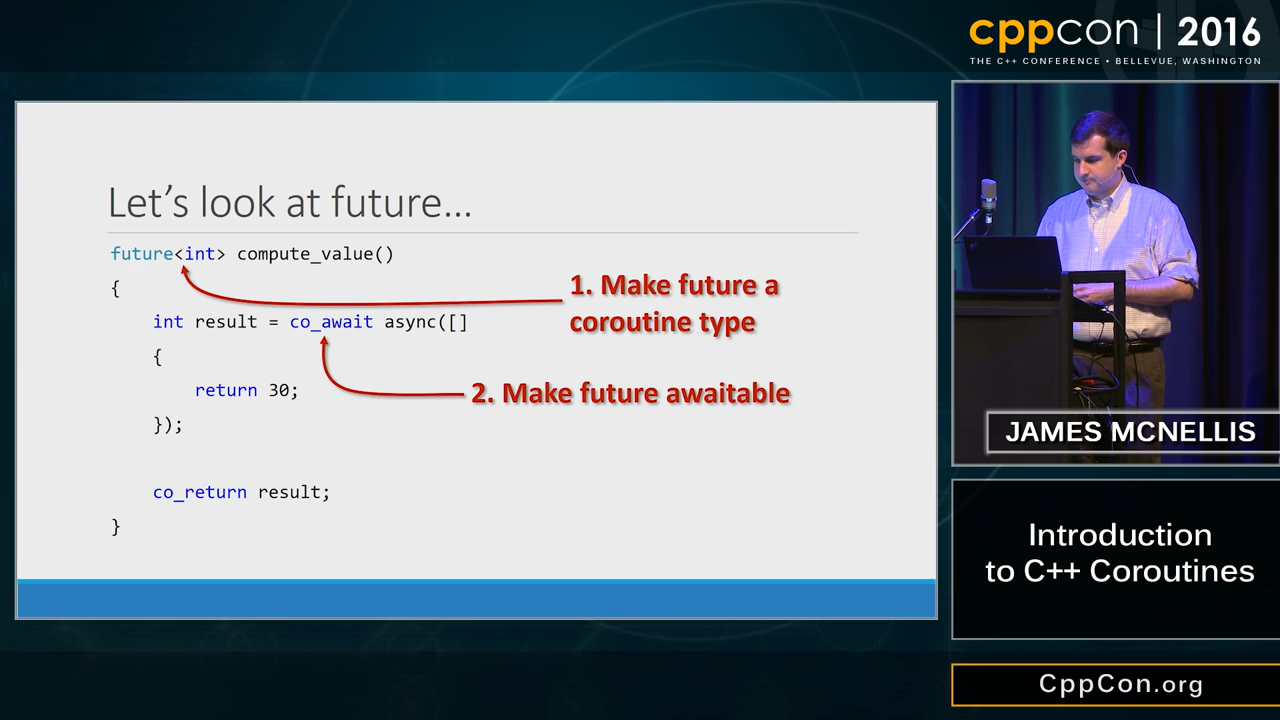 cppcon | 2016
THE C++ CONFERENCE • BELLEVUE, WASHINGTON
Let's look at future...
future<int> compute_value()
{
    int result = co_await async([]
    {
        return 30;
    });
    co_return result;
}
1. Make future a
coroutine type
2. Make future awaitable
JAMES MCNELLIS
Introduction
to C++ Coroutines
CppCon.org